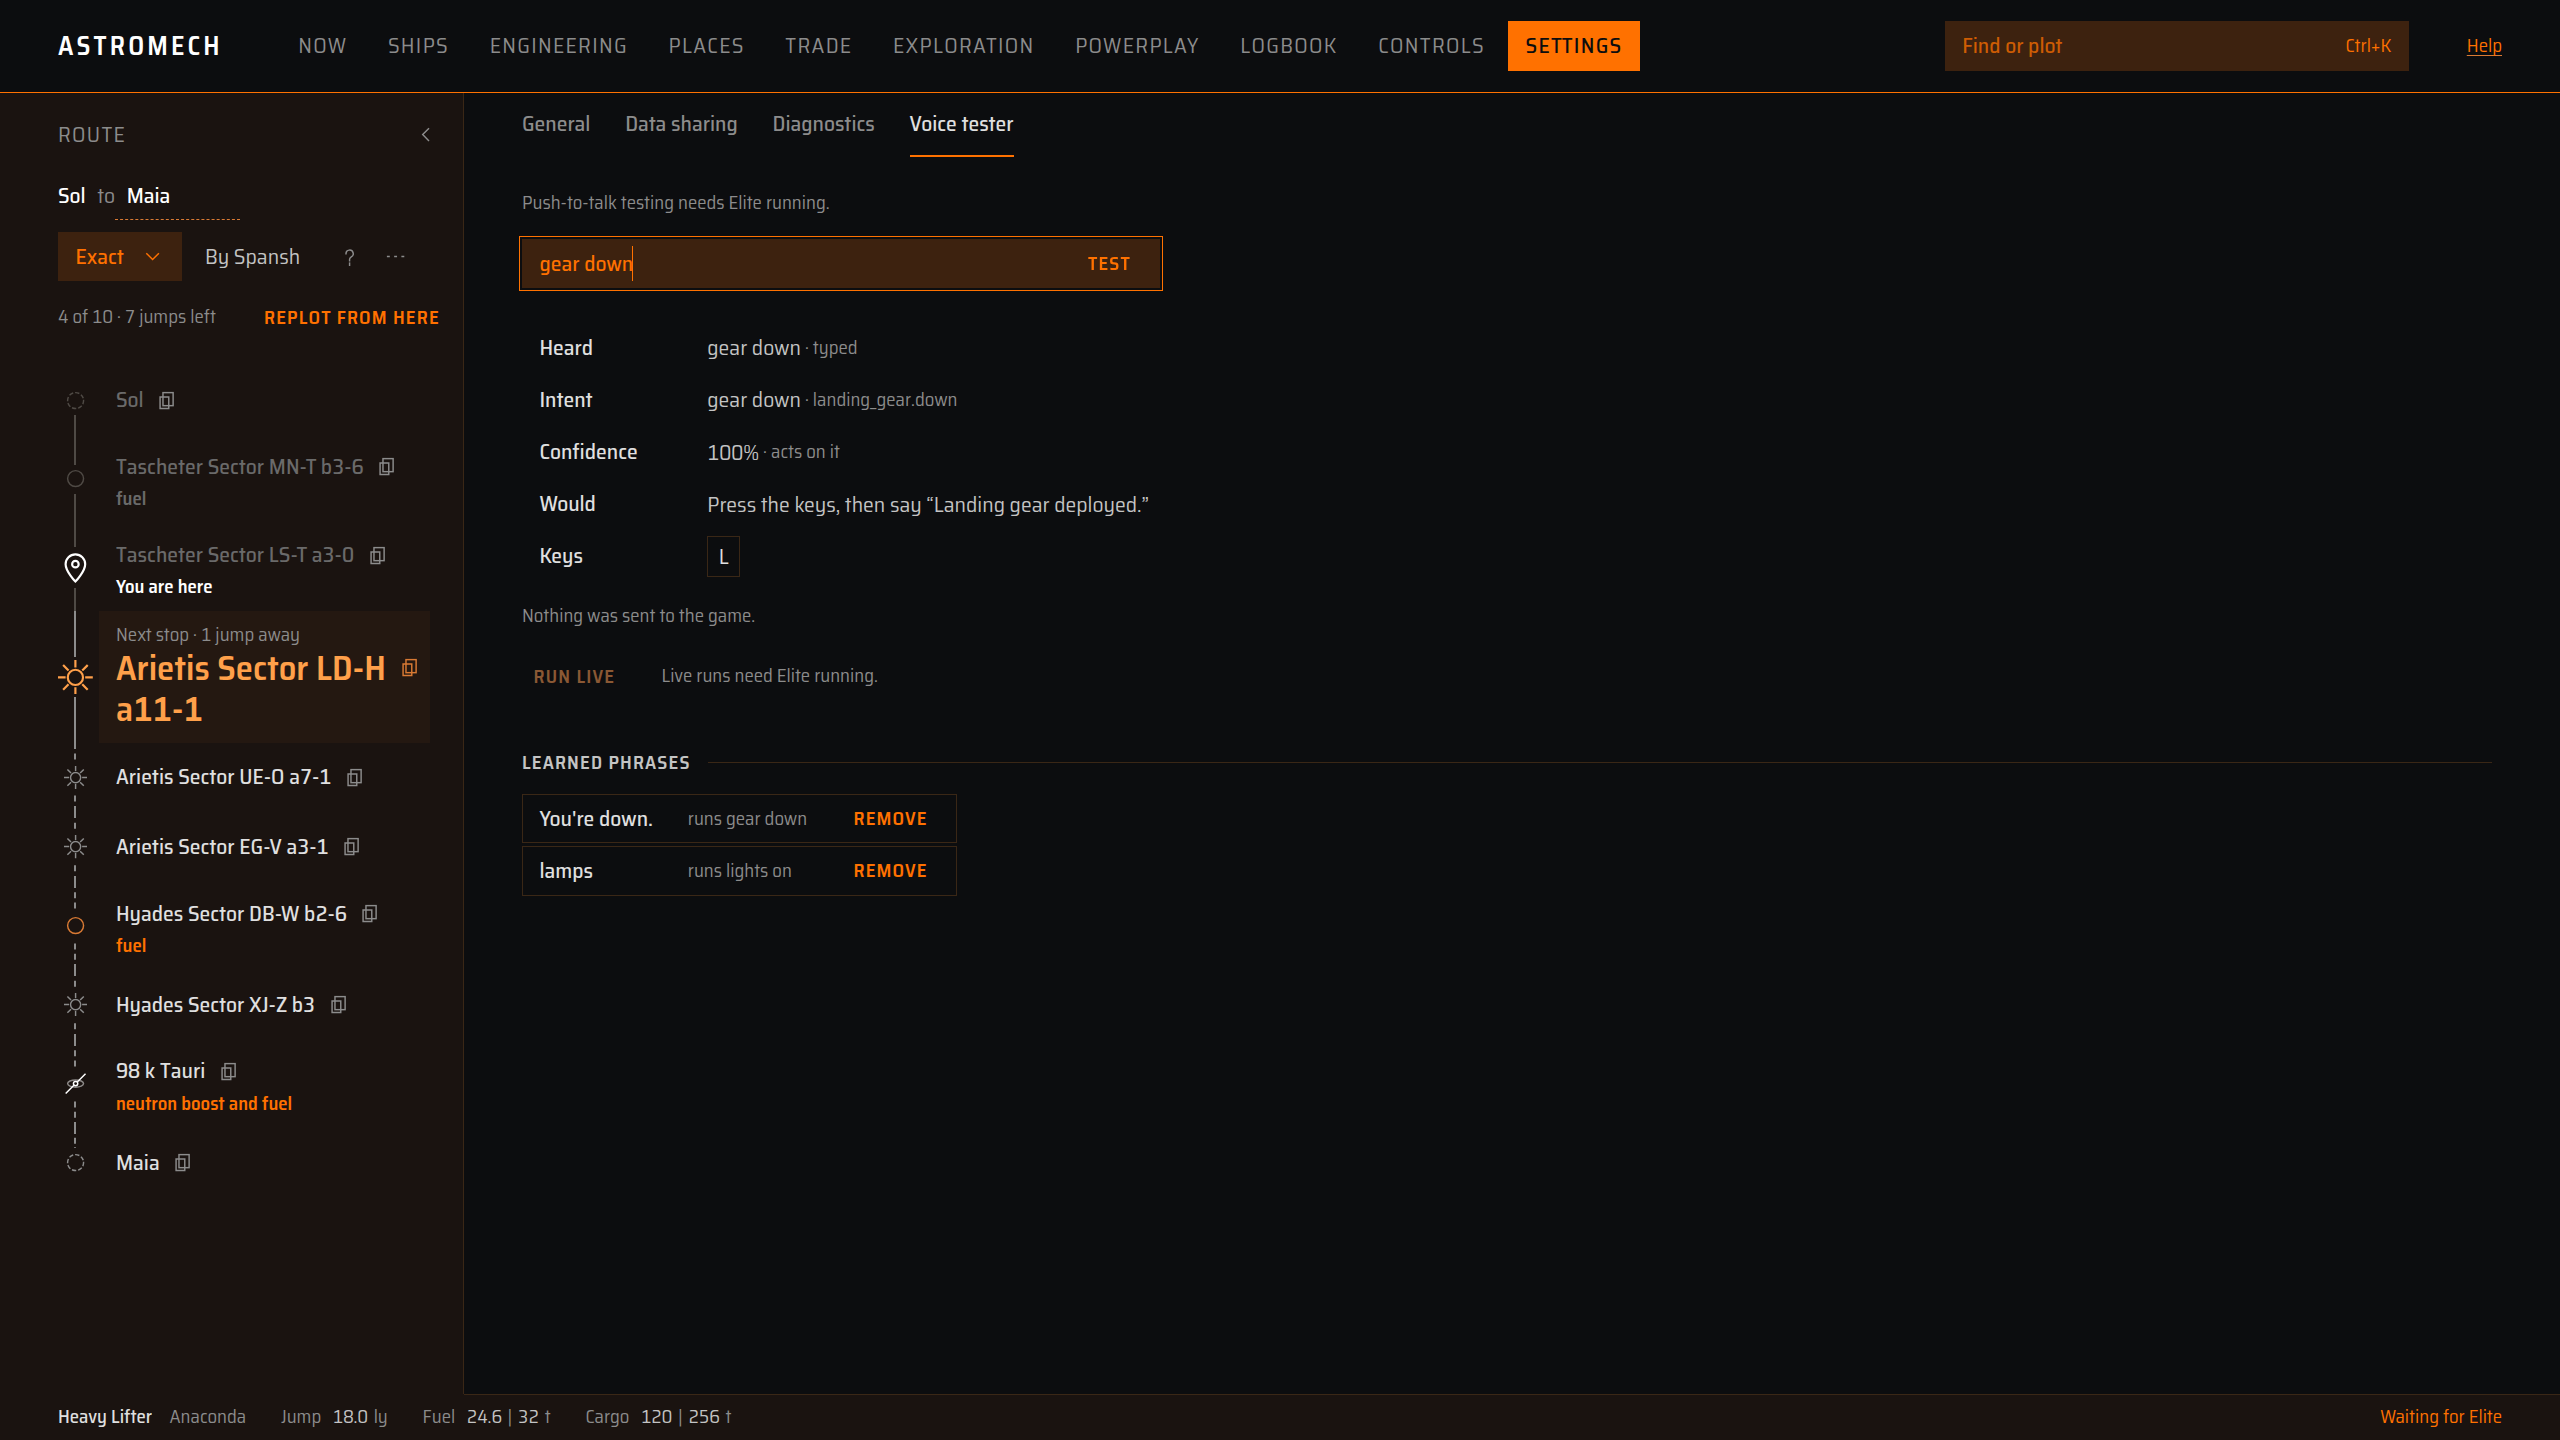 ASTROMECH NOW SHIPS ENGINEERING PLACES TRADE EXPLORATION POWERPLAY LOGBOOK CONTROLS SETTINGS Find or plot Ctrl+K Help
ROUTE
Sol to Maia
Exact By Spansh ? ···
4 of 10 · 7 jumps left REPLOT FROM HERE
Sol
Tascheter Sector MN-T b3-6
fuel
Tascheter Sector LS-T a3-0
You are here
Next stop · 1 jump away
Arietis Sector LD-H
a11-1
Arietis Sector UE-O a7-1
Arietis Sector EG-V a3-1
Hyades Sector DB-W b2-6
fuel
Hyades Sector XJ-Z b3
98 k Tauri
neutron boost and fuel
Maia
General Data sharing Diagnostics Voice tester
Push-to-talk testing needs Elite running.
gear down TEST
Heard gear down · typed
Intent gear down · landing_gear.down
Confidence 100% · acts on it
Would Press the keys, then say “Landing gear deployed.”
Keys L
Nothing was sent to the game.
RUN LIVE Live runs need Elite running.
LEARNED PHRASES
You're down. runs gear down REMOVE
lamps runs lights on REMOVE
Heavy Lifter Anaconda Jump 18.0 ly Fuel 24.6 | 32 t Cargo 120 | 256 t Waiting for Elite